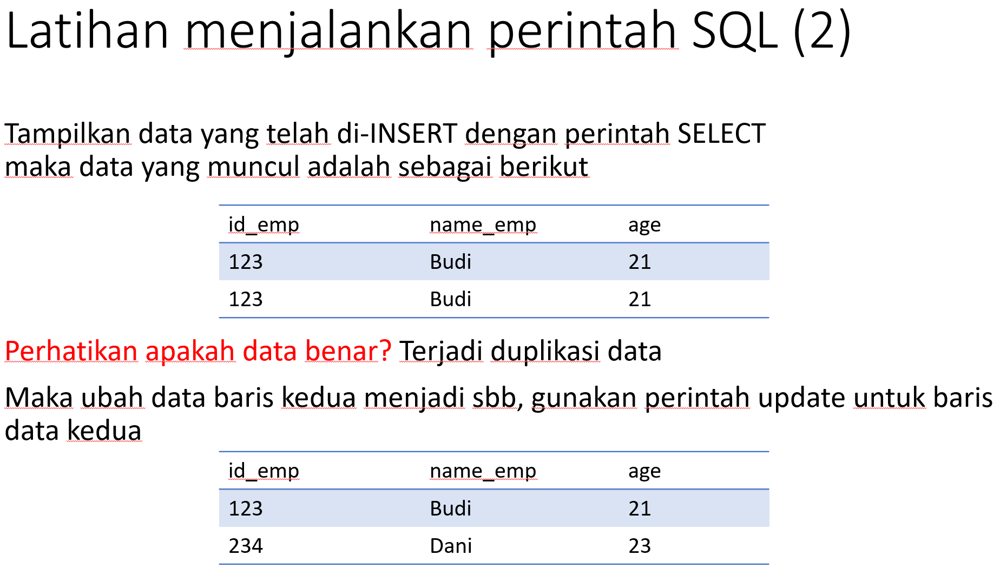 Latihan menjalankan perintah SQL (2)
Tampilkan data yang telah di-INSERT dengan perintah SELECT
maka data yang muncul adalah sebagai berikut
id_emp name_emp age
123 Budi 21
123 Budi 21
Perhatikan apakah data benar? Terjadi duplikasi data
Maka ubah data baris kedua menjadi sbb, gunakan perintah update untuk baris
data kedua
id_emp name_emp age
123 Budi 21
234 Dani 23